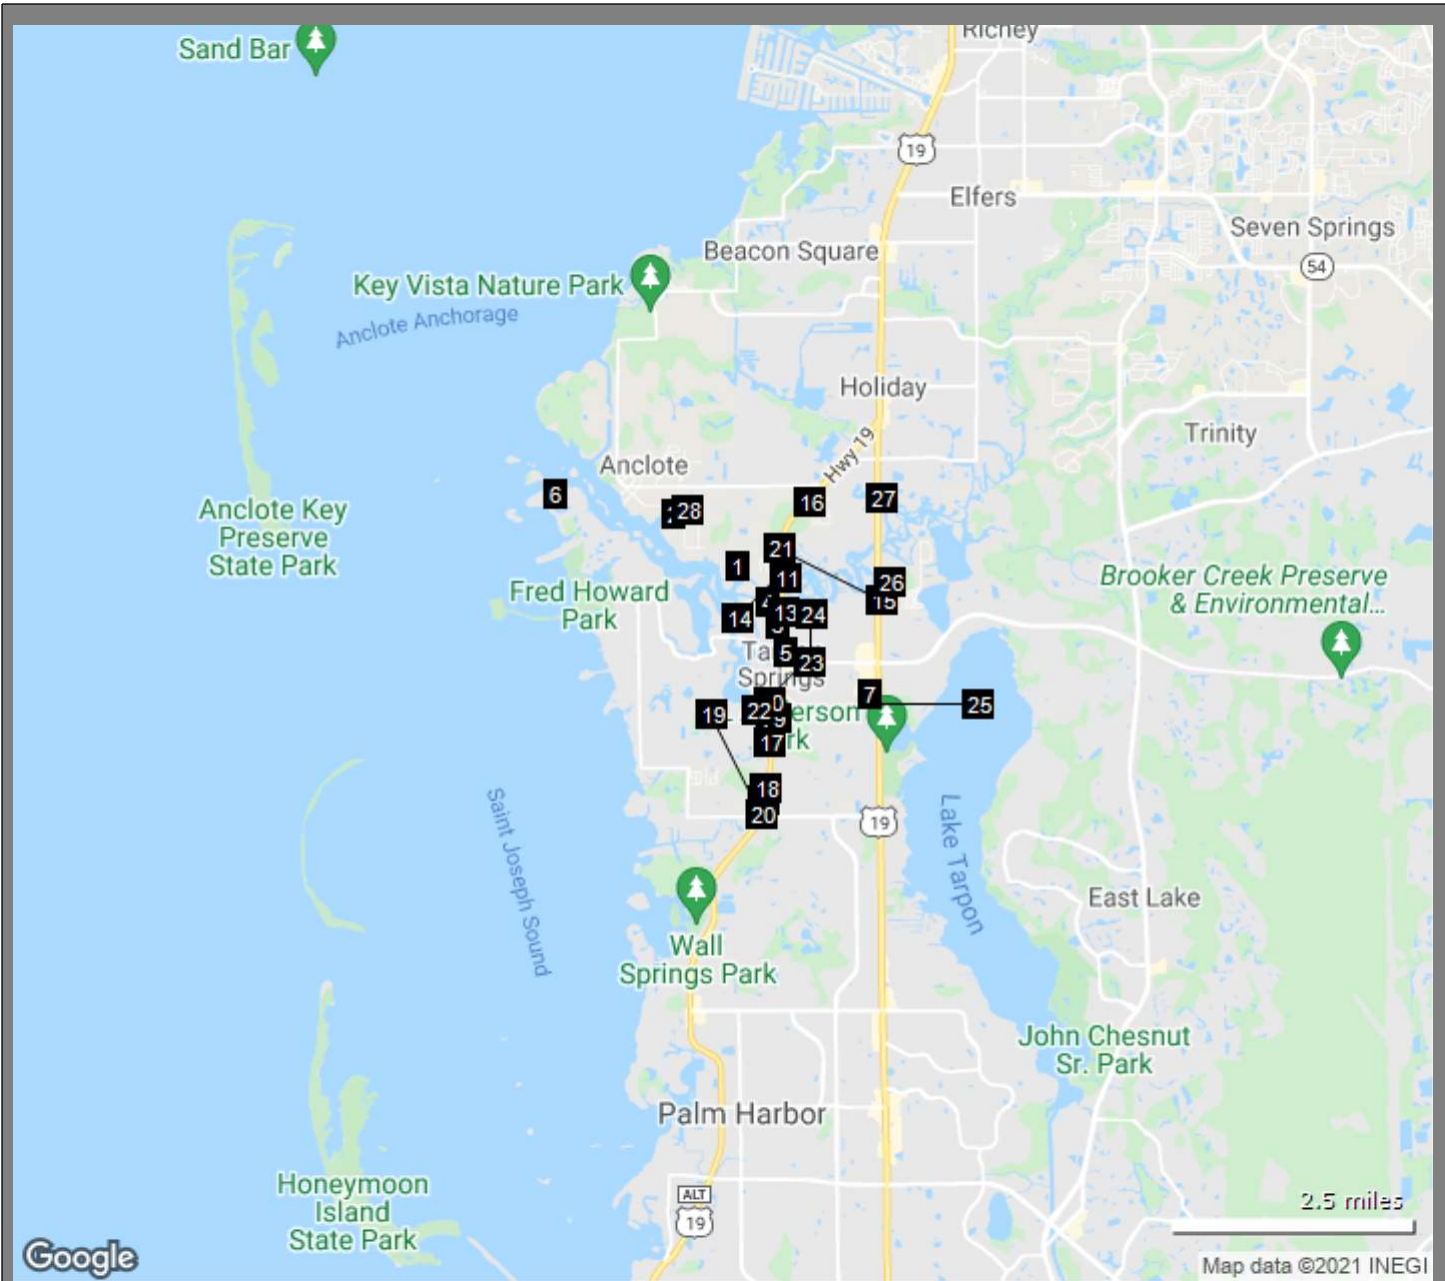 Richey
Sand Bar
19
Elfers
Seven Springs
Beacon Square
54
Key Vista Nature Park
Anclote Anchorage
Holiday
Hwy 19
Trinity
Anclote
6
16
27
28
Anclote Key
Preserve
State Park
21
1
11
26
15
Brooker Creek Preserve
& Environmental...
Fred Howard
Park
4
13
24
14
5
23
Springs
7
25
19
22
17
18
20
19
Saint Joseph Sound
Lake Tarpon
East Lake
Wall
Springs Park
John Chesnut
Sr. Park
Palm Harbor
Honeymoon
Island
State Park
ALT
19
2.5 miles
Google
Map data ©2021 INEGI